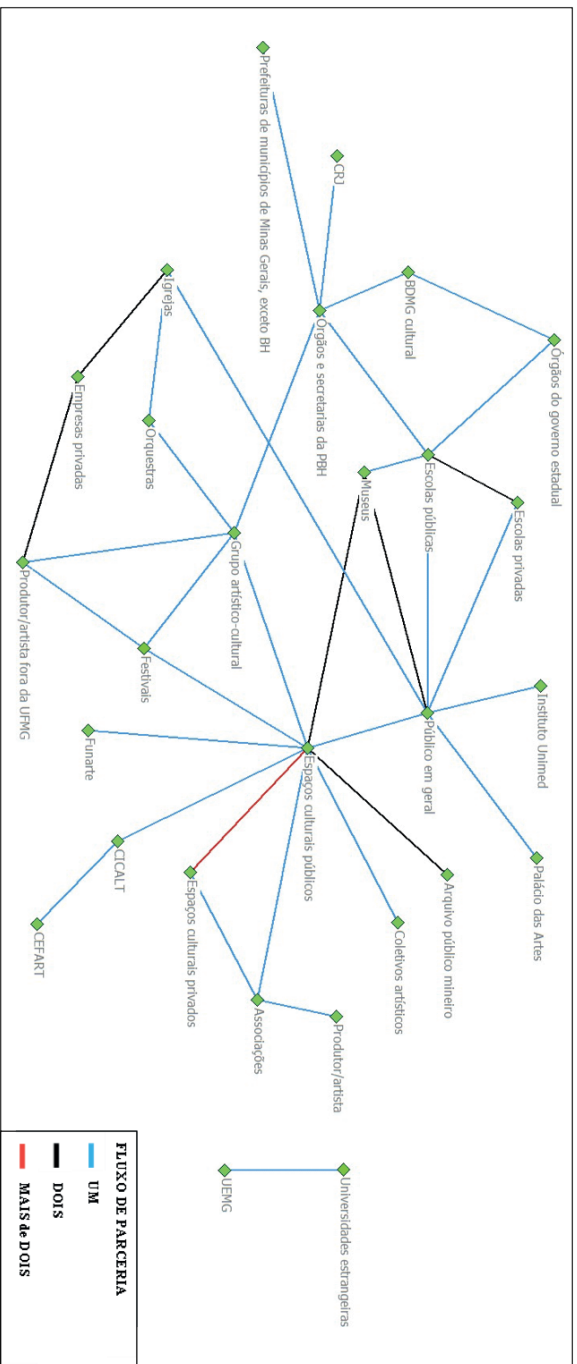 Prefeituras de municípios de Minas Gerais, exceto BH
CRJ
Igrejas
BDMG cultural
Órgãos e secretarias da PBH
Órgãos do governo estadual
Empresas privadas
Orquestras
Escolas públicas
Museus
Escolas privadas
Grupo artístico-cultural
Produtor/artista fora da UFMG
Festivais
Instituto Unimed
Público em geral
Funarte
Espaços culturais públicos
CICALT
Palácio das Artes
Espaços culturais privados
Arquivo público mineiro
Coletivos artísticos
CEFART
Associações
Produtor/artista
Universidades estrangeiras
UEMG
FLUXO DE PARCERIA
UM
DOIS
MAIS de DOIS